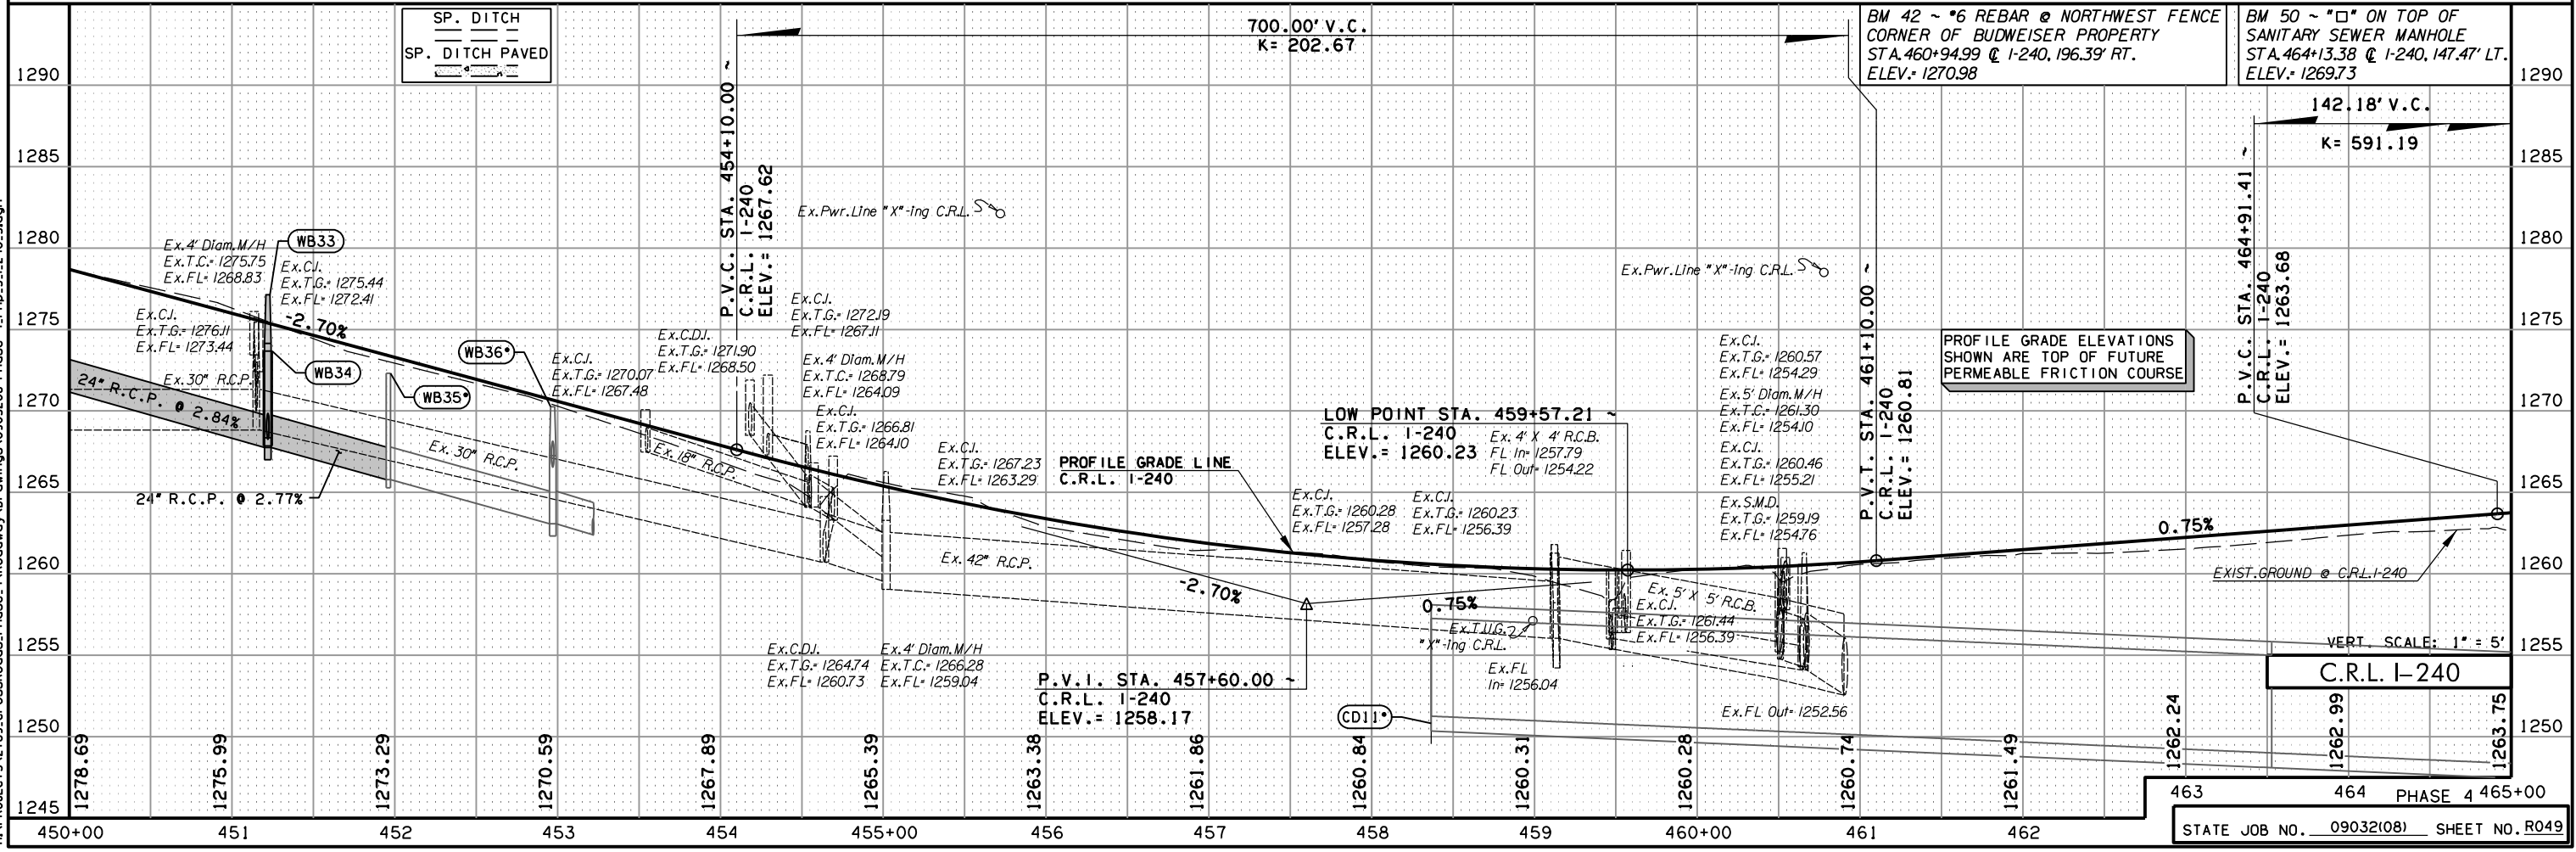 SP. DITCH
SP. DITCH PAVED
700.00' V.C.
K= 202.67
BM 42 ~ #6 REBAR @ NORTHWEST FENCE
CORNER OF BUDWEISER PROPERTY
STA.460+94.99 ℄ I-240, 196.39' RT.
ELEV.= 1270.98
BM 50 ~ "□" ON TOP OF
SANITARY SEWER MANHOLE
STA.464+13.38 ℄ I-240, 147.47' LT.
ELEV.= 1269.73
142.18' V.C.
K= 591.19
1290
1285
1280
1275
1270
1265
1260
1255
1250
1245
1290
1285
1280
1275
1270
1265
1260
1255
1250
P.V.C. STA. 454+10.00 ~
C.R.L. I-240
ELEV.= 1267.62
Ex.Pwr.Line "X"-ing C.R.L.
Ex.Pwr.Line "X"-ing C.R.L.
P.V.T. STA. 461+10.00 ~
C.R.L. I-240
ELEV.= 1260.81
P.V.C. STA. 464+91.41 ~
C.R.L. I-240
ELEV.= 1263.68
PROFILE GRADE ELEVATIONS
SHOWN ARE TOP OF FUTURE
PERMEABLE FRICTION COURSE
Ex.4' Diam.M/H
Ex.T.C.= 1275.75
Ex.FL= 1268.83
WB33
Ex.C.I.
Ex.T.G.= 1275.44
Ex.FL= 1272.41
Ex.C.I.
Ex.T.G.= 1276.11
Ex.FL= 1273.44
-2.70%
WB34
Ex.30" R.C.P.
24" R.C.P. @ 2.84%
WB35*
WB36*
Ex.C.I.
Ex.T.G.= 1270.07
Ex.FL= 1267.48
Ex.C.D.I.
Ex.T.G.= 1271.90
Ex.FL= 1268.50
Ex.C.I.
Ex.T.G.= 1272.19
Ex.FL= 1267.11
Ex.4' Diam.M/H
Ex.T.C.= 1268.79
Ex.FL= 1264.09
Ex.C.I.
Ex.T.G.= 1266.81
Ex.FL= 1264.10
Ex.C.I.
Ex.T.G.= 1267.23
Ex.FL= 1263.29
Ex. 30" R.C.P.
Ex.18" R.C.P.
24" R.C.P. @ 2.77%
Ex. 42" R.C.P.
PROFILE GRADE LINE
C.R.L. I-240
LOW POINT STA. 459+57.21 ~
C.R.L. I-240
ELEV.= 1260.23
Ex. 4' X 4' R.C.B.
FL In= 1257.79
FL Out= 1254.22
Ex.C.I.
Ex.T.G.= 1260.28
Ex.FL= 1257.28
Ex.C.I.
Ex.T.G.= 1260.23
Ex.FL= 1256.39
Ex.C.I.
Ex.T.G.= 1260.57
Ex.FL= 1254.29
Ex.5' Diam.M/H
Ex.T.C.= 1261.30
Ex.FL= 1254.10
Ex.C.I.
Ex.T.G.= 1260.46
Ex.FL= 1255.21
Ex.S.M.D.
Ex.T.G.= 1259.19
Ex.FL= 1254.76
0.75%
EXIST.GROUND @ C.R.L.I-240
-2.70%
0.75%
Ex. 5' X 5' R.C.B.
Ex.C.I.
Ex.T.G.= 1261.44
Ex.FL= 1256.39
Ex.T.U.G.
"X"-ing C.R.L.
Ex.FL
In= 1256.04
Ex.FL Out= 1252.56
Ex.C.D.I.
Ex.T.G.= 1264.74
Ex.FL= 1260.73
Ex.4' Diam.M/H
Ex.T.C.= 1266.28
Ex.FL= 1259.04
P.V.I. STA. 457+60.00 ~
C.R.L. I-240
ELEV.= 1258.17
CD11*
VERT. SCALE: 1" = 5'
C.R.L. I-240
1278.69
1275.99
1273.29
1270.59
1267.89
1265.39
1263.38
1261.86
1260.84
1260.31
1260.28
1260.74
1261.49
1262.24
1262.99
1263.75
450+00
451
452
453
454
455+00
456
457
458
459
460+00
461
462
463
464
PHASE 4
465+00
STATE JOB NO. 09032(08) SHEET NO. R049